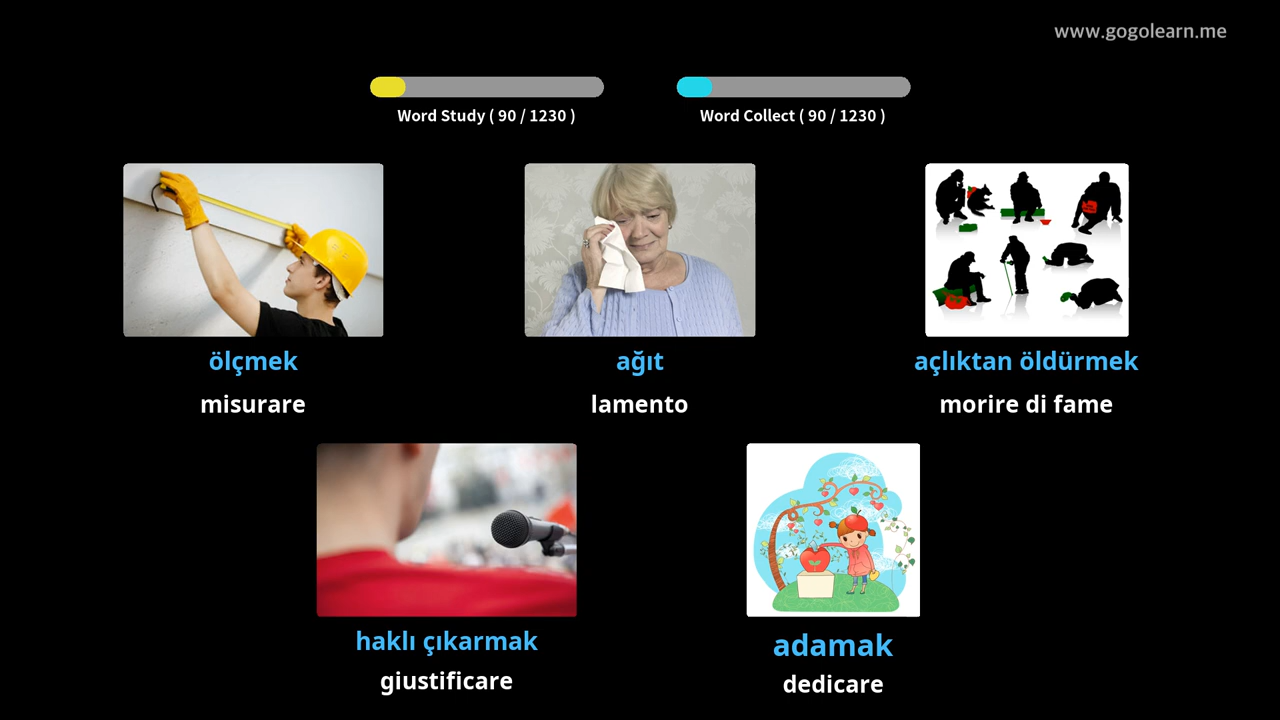 www.gogolearn.me
Word Study ( 90 / 1230 )
Word Collect ( 90 / 1230 )
ölçmek
ağıt
açlıktan öldürmek
misurare
lamento
morire di fame
haklı çıkarmak
adamak
giustificare
dedicare